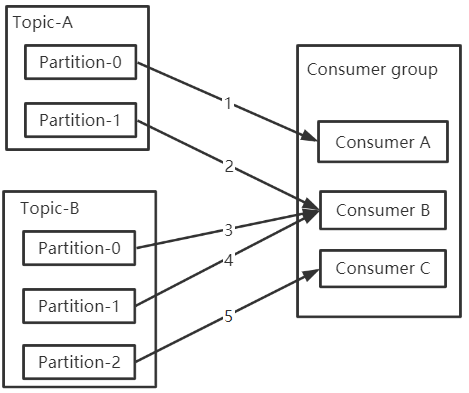 Topic-A
Partition-0
Partition-1
Topic-B
Partition-0
Partition-1
Partition-2
1
2
3
4
5
Consumer group
Consumer A
Consumer B
Consumer C